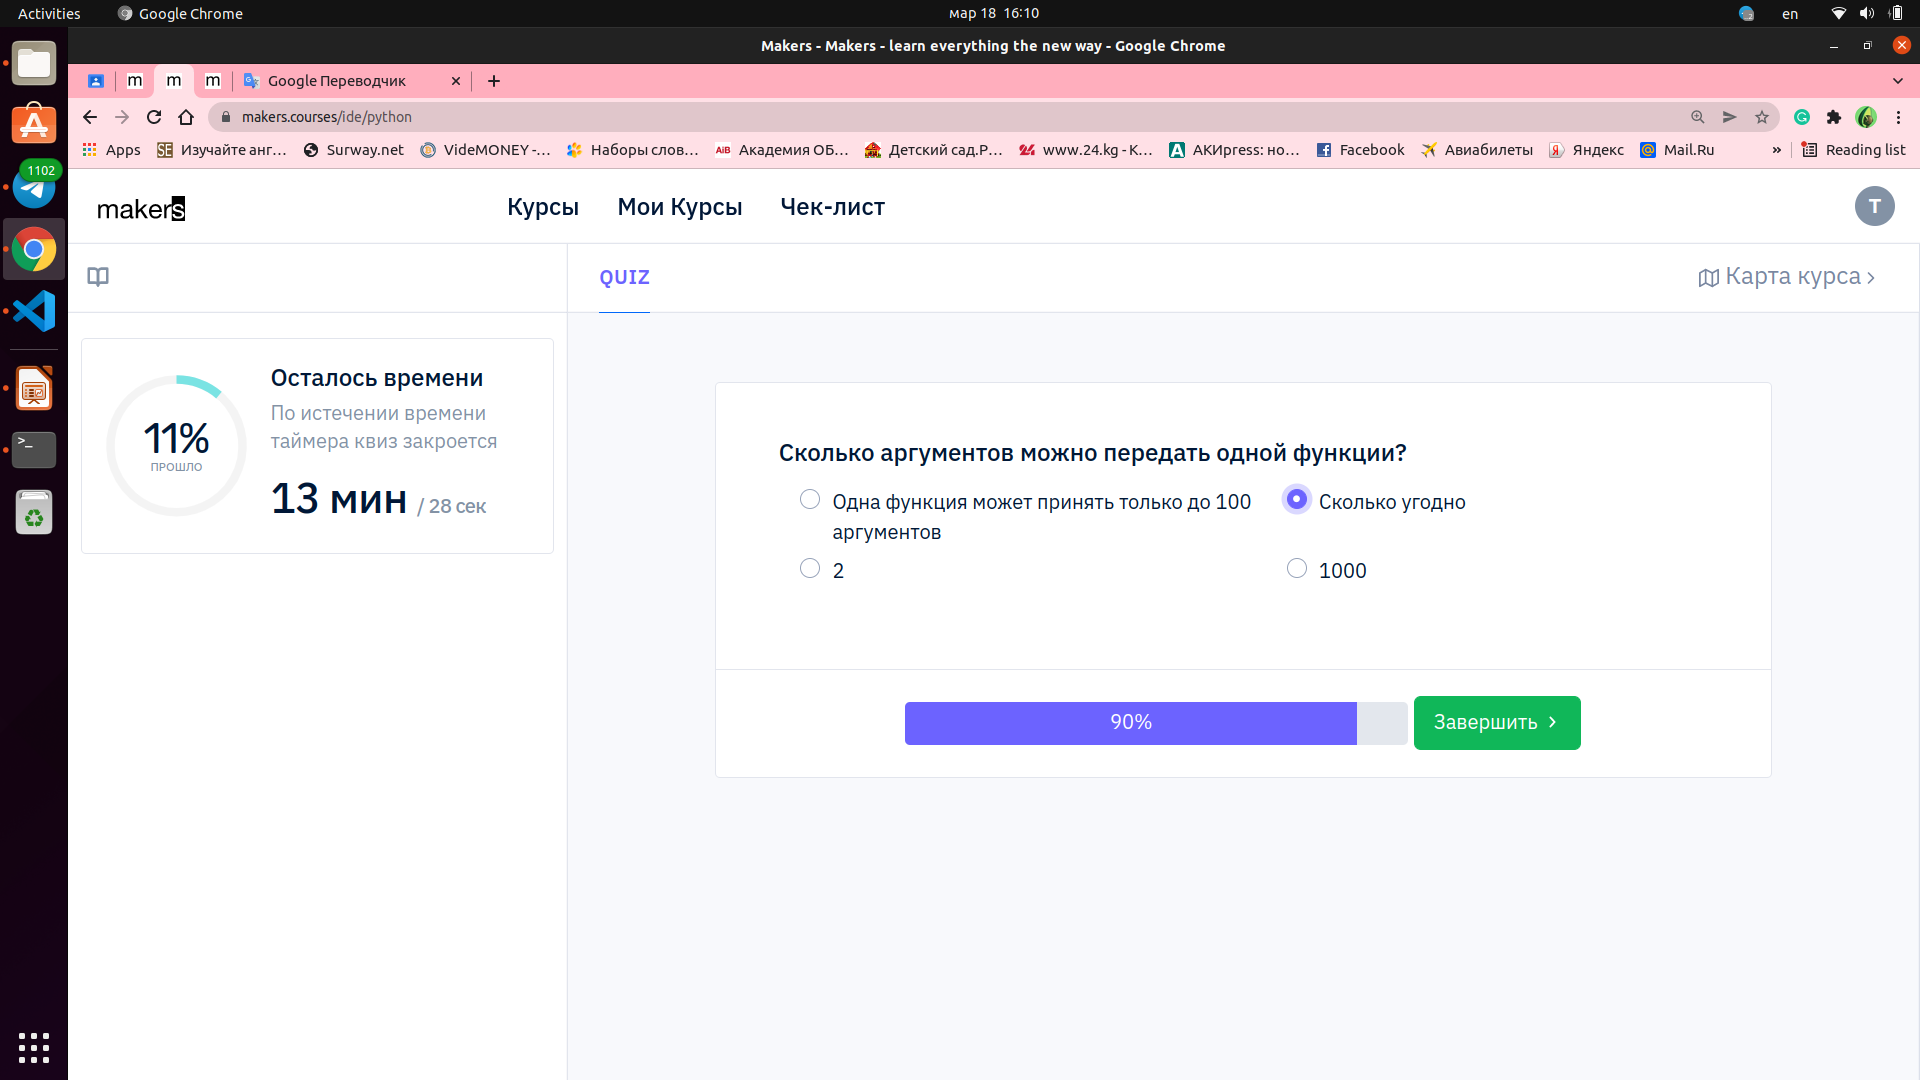 Activities
Google Chrome
мар 18 16:10
en
Makers - Makers - learn everything the new way - Google Chrome
m
m
m
Google Переводчик
makers.courses/ide/python
Apps
SE Изучайте анг...
Surway.net
VideMONEY -...
Наборы слов...
AiB Академия ОБ...
Детский сад.Р...
www.24.kg - К...
АКИpress: но...
Facebook
Авиабилеты
Яндекс
Mail.Ru
»
Reading list
1102
makers
Курсы
Мои Курсы
Чек-лист
T
QUIZ
Карта курса
11%
ПРОШЛО
Осталось времени
По истечении времени
таймера квиз закроется
13 мин / 28 сек
Сколько аргументов можно передать одной функции?
Одна функция может принять только до 100
аргументов
Сколько угодно
2
1000
90%
Завершить